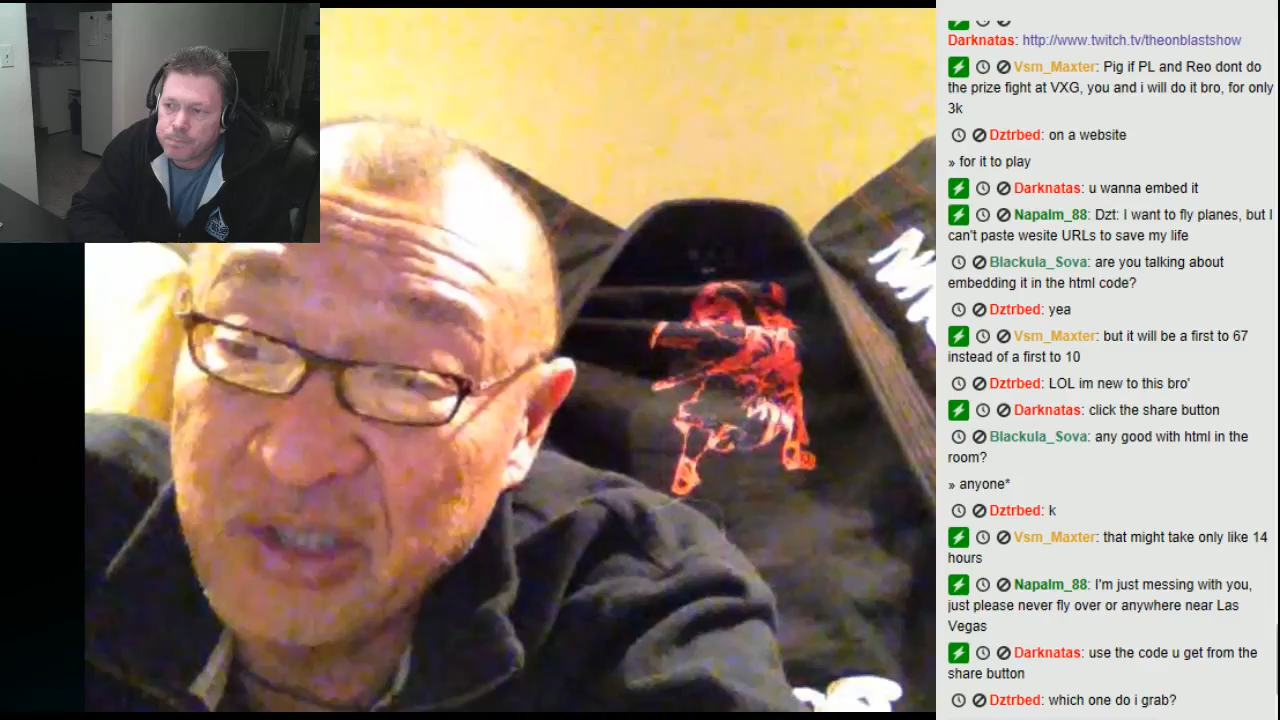 Darknatas: http://www.twitch.tv/theonblastshow
Vsm_Maxter: Pig if PL and Reo dont do
the prize fight at VXG, you and i will do it bro, for only
3k
Dztrbed: on a website
» for it to play
Darknatas: u wanna embed it
Napalm_88: Dzt: I want to fly planes, but I
can't paste wesite URLs to save my life
Blackula_Sova: are you talking about
embedding it in the html code?
Dztrbed: yea
Vsm_Maxter: but it will be a first to 67
instead of a first to 10
Dztrbed: LOL im new to this bro'
Darknatas: click the share button
Blackula_Sova: any good with html in the
room?
» anyone*
Dztrbed: k
Vsm_Maxter: that might take only like 14
hours
Napalm_88: I'm just messing with you,
just please never fly over or anywhere near Las
Vegas
Darknatas: use the code u get from the
share button
Dztrbed: which one do i grab?